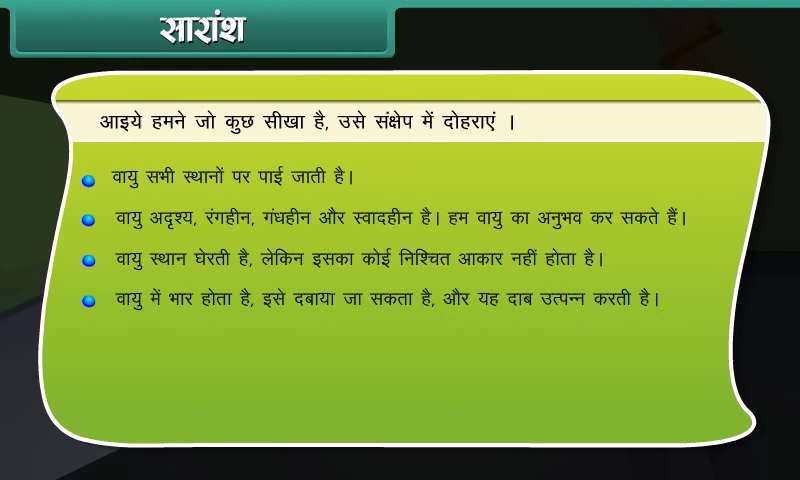 सारांश
आइये हमने जो कुछ सीखा है, उसे संक्षेप में दोहराएं ।
वायु सभी स्थानों पर पाई जाती है।
वायु अदृश्य, रंगहीन, गंधहीन और स्वादहीन है। हम वायु का अनुभव कर सकते हैं।
वायु स्थान घेरती है, लेकिन इसका कोई निश्चित आकार नहीं होता है।
वायु में भार होता है, इसे दबाया जा सकता है, और यह दाब उत्पन्न करती है।